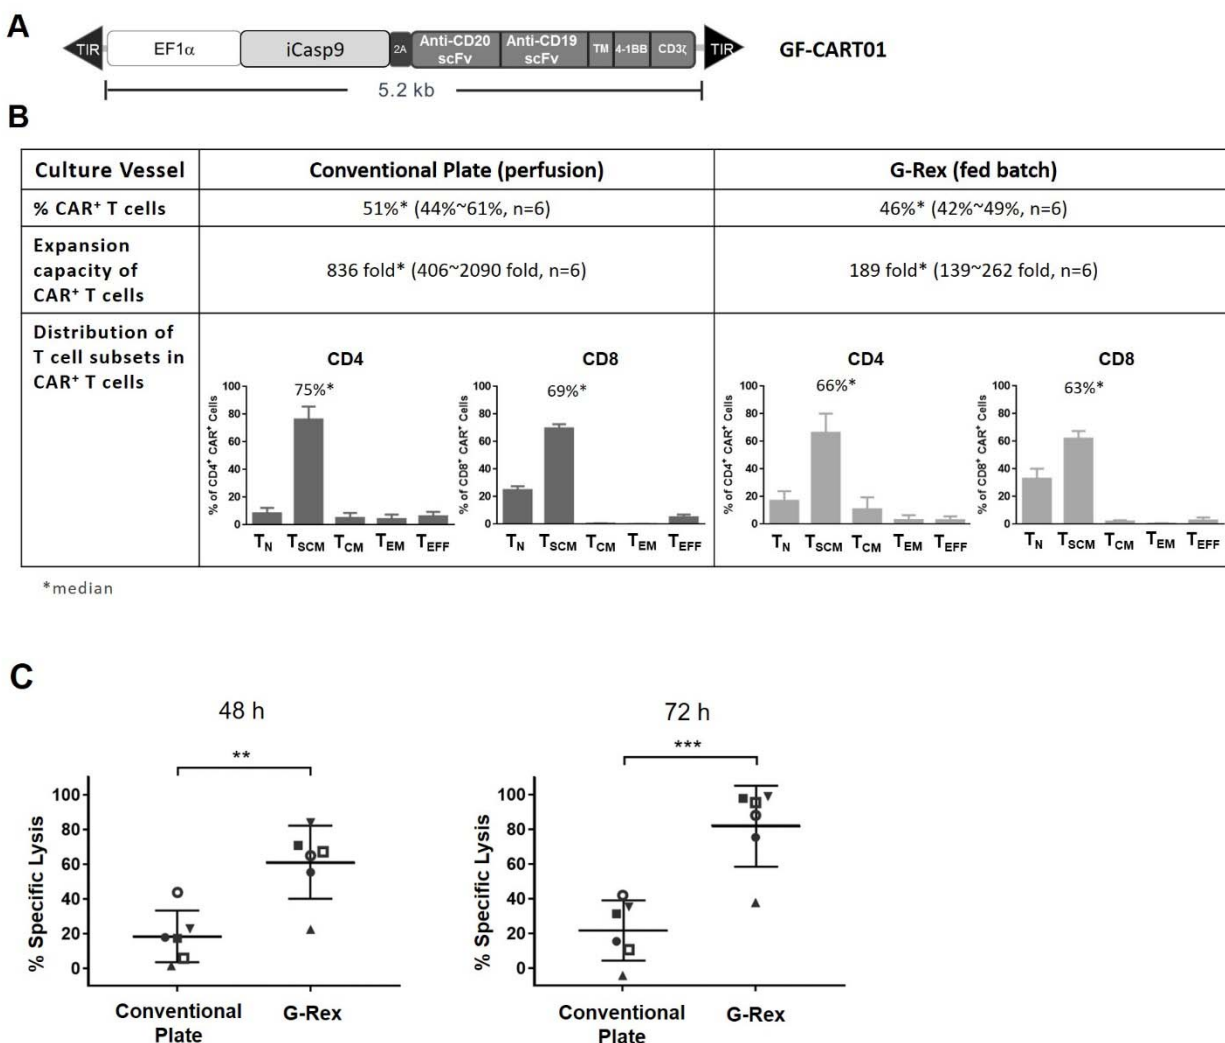 A
TIR EF1α iCasp9 2A Anti-CD20 scFv Anti-CD19 scFv TM 4-1BB CD3ζ TIR GF-CART01
5.2 kb
B
Culture Vessel Conventional Plate (perfusion) G-Rex (fed batch)
% CAR⁺ T cells 51%* (44%~61%, n=6) 46%* (42%~49%, n=6)
Expansion
capacity of
CAR⁺ T cells
836 fold* (406~2090 fold, n=6) 189 fold* (139~262 fold, n=6)
Distribution of
T cell subsets in
CAR⁺ T cells
CD4
% of CD4⁺ CAR⁺ Cells
100
80
60
40
20
0
75%*
T_N T_SCM T_CM T_EM T_EFF
CD8
% of CD8⁺ CAR⁺ Cells
100
80
60
40
20
0
69%*
T_N T_SCM T_CM T_EM T_EFF
CD4
% of CD4⁺ CAR⁺ Cells
100
80
60
40
20
0
66%*
T_N T_SCM T_CM T_EM T_EFF
CD8
% of CD8⁺ CAR⁺ Cells
100
80
60
40
20
0
63%*
T_N T_SCM T_CM T_EM T_EFF
*median
C
48 h
**
% Specific Lysis
100
80
60
40
20
0
Conventional
Plate
G-Rex
72 h
***
% Specific Lysis
100
80
60
40
20
0
Conventional
Plate
G-Rex